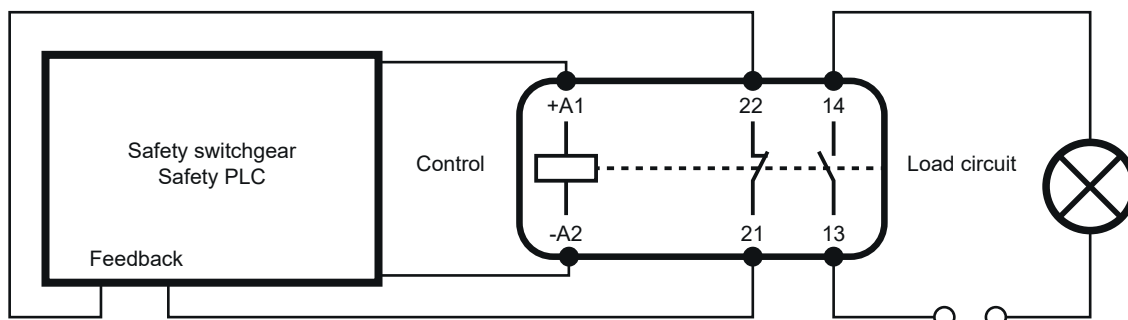 +A1
22
14
Safety switchgear
Safety PLC
Control
Load circuit
-A2
21
13
Feedback